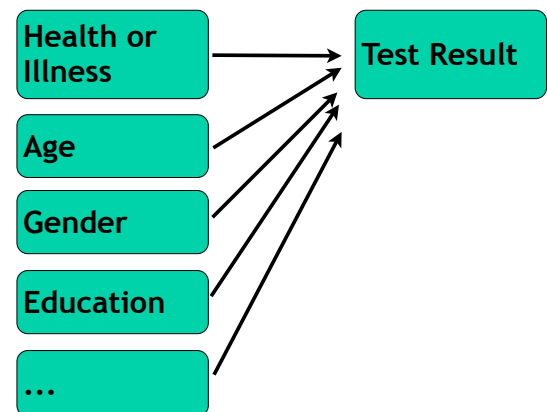 Health or
Illness
Test Result
Age
Gender
Education
...